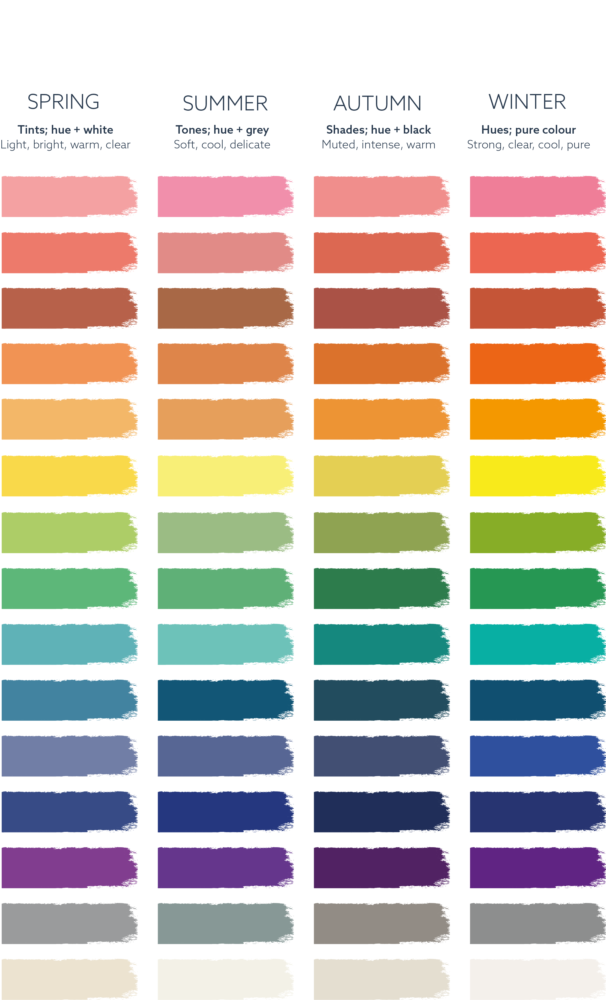 SPRING
Tints; hue + white
Light, bright, warm, clear
SUMMER
Tones; hue + grey
Soft, cool, delicate
AUTUMN
Shades; hue + black
Muted, intense, warm
WINTER
Hues; pure colour
Strong, clear, cool, pure